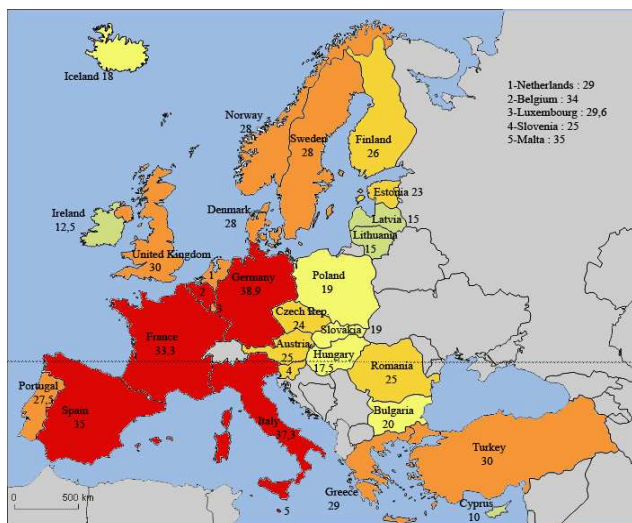 Iceland 18
1-Netherlands : 29
2-Belgium : 34
3-Luxembourg : 29,6
4-Slovenia : 25
5-Malta : 35
Norway
28
Sweden
28
Finland
26
Estonia 23
Latvia 15
Lithuania
15
Ireland
12,5
Denmark
28
United Kingdom
30
1
2
3
Germany
38,9
Poland
19
Czech Rep.
24
Slovakia 19
France
33,3
Austria
25
Hungary
17,5
4
Romania
25
Portugal
27,5
Spain
35
Italy
37,3
Bulgaria
20
Turkey
30
Greece
29
Cyprus
10
5
0 500 km